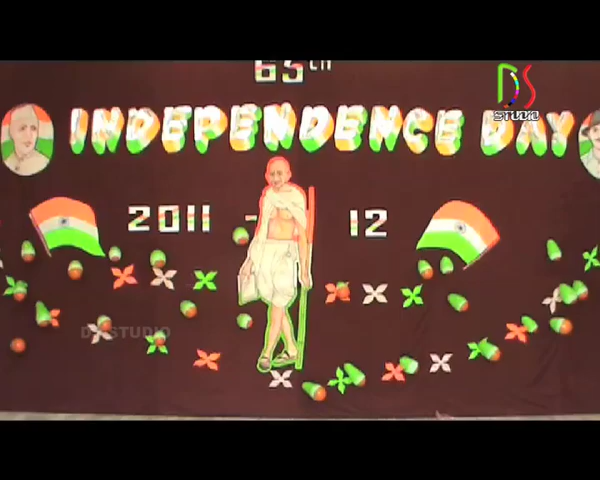 DS
STUDIO
65th
INDEPENDENCE DAY
2011 - 12
DS STUDIO